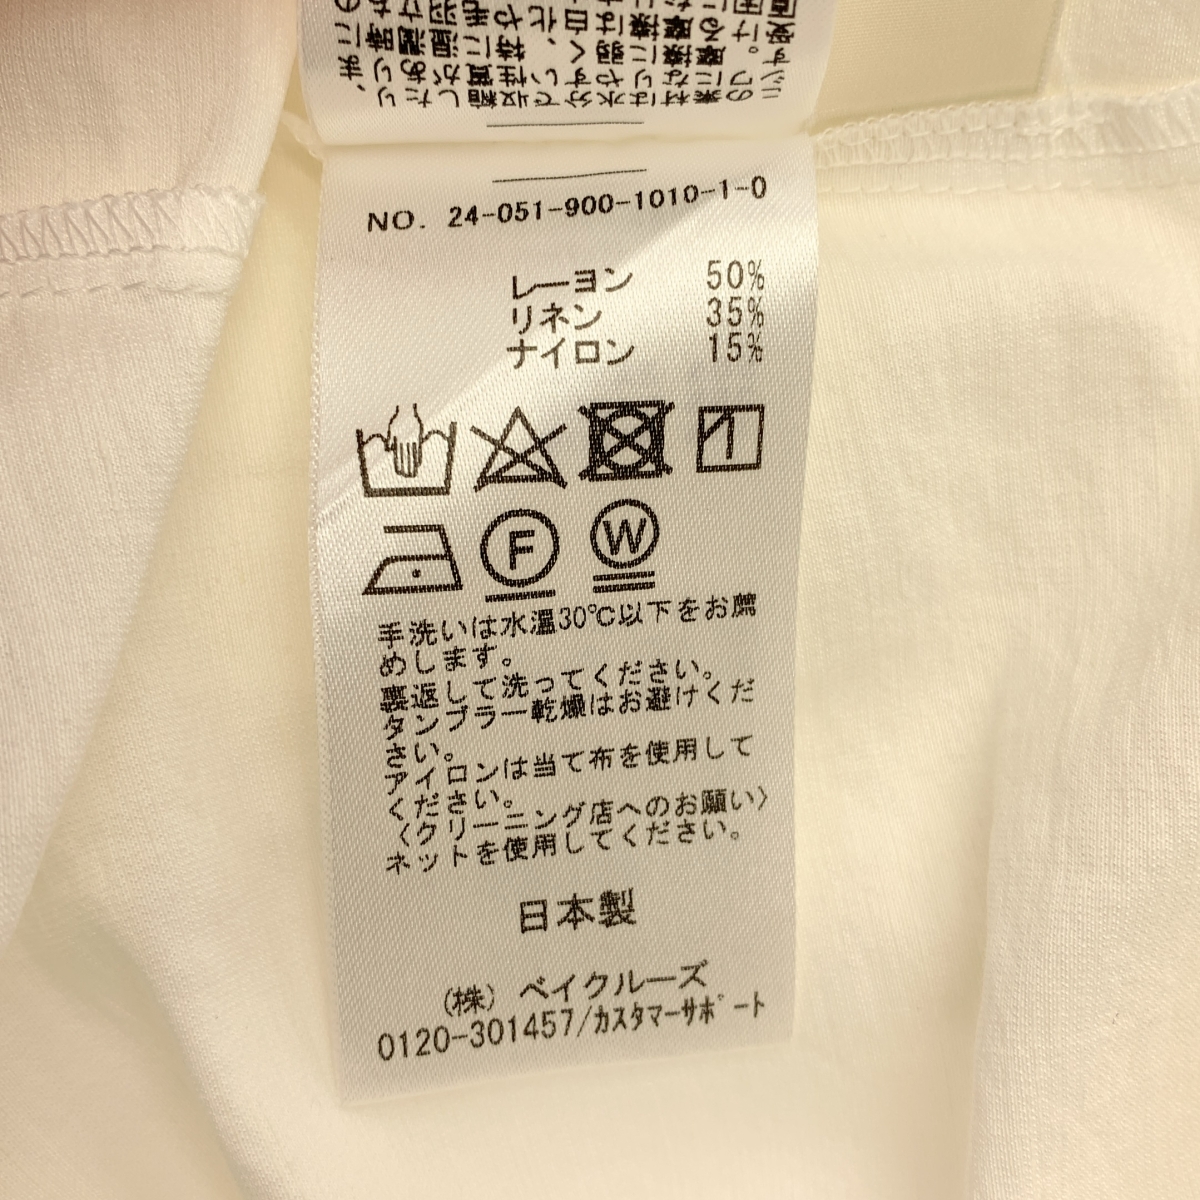 NO. 24-051-900-1010-1-0
レーヨン 50%
リネン 35%
ナイロン 15%
F W
手洗いは水温30℃以下をお薦
めします。
裏返して洗ってください。
タンブラー乾燥はお避けくだ
さい。
アイロンは当て布を使用して
ください。
〈クリーニング店へのお願い〉
ネットを使用してください。
日本製
(株) ベイクルーズ
0120-301457/カスタマーサポート